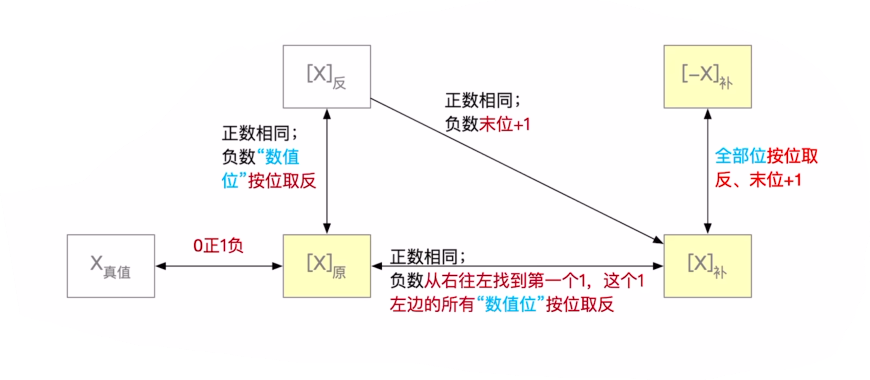 [X]反
[-X]补
正数相同；
负数末位+1
正数相同；
负数“数值
位”按位取反
全部位按位取
反、末位+1
X真值
0正1负
[X]原
正数相同；
负数从右往左找到第一个1，这个1
左边的所有“数值位”按位取反
[X]补